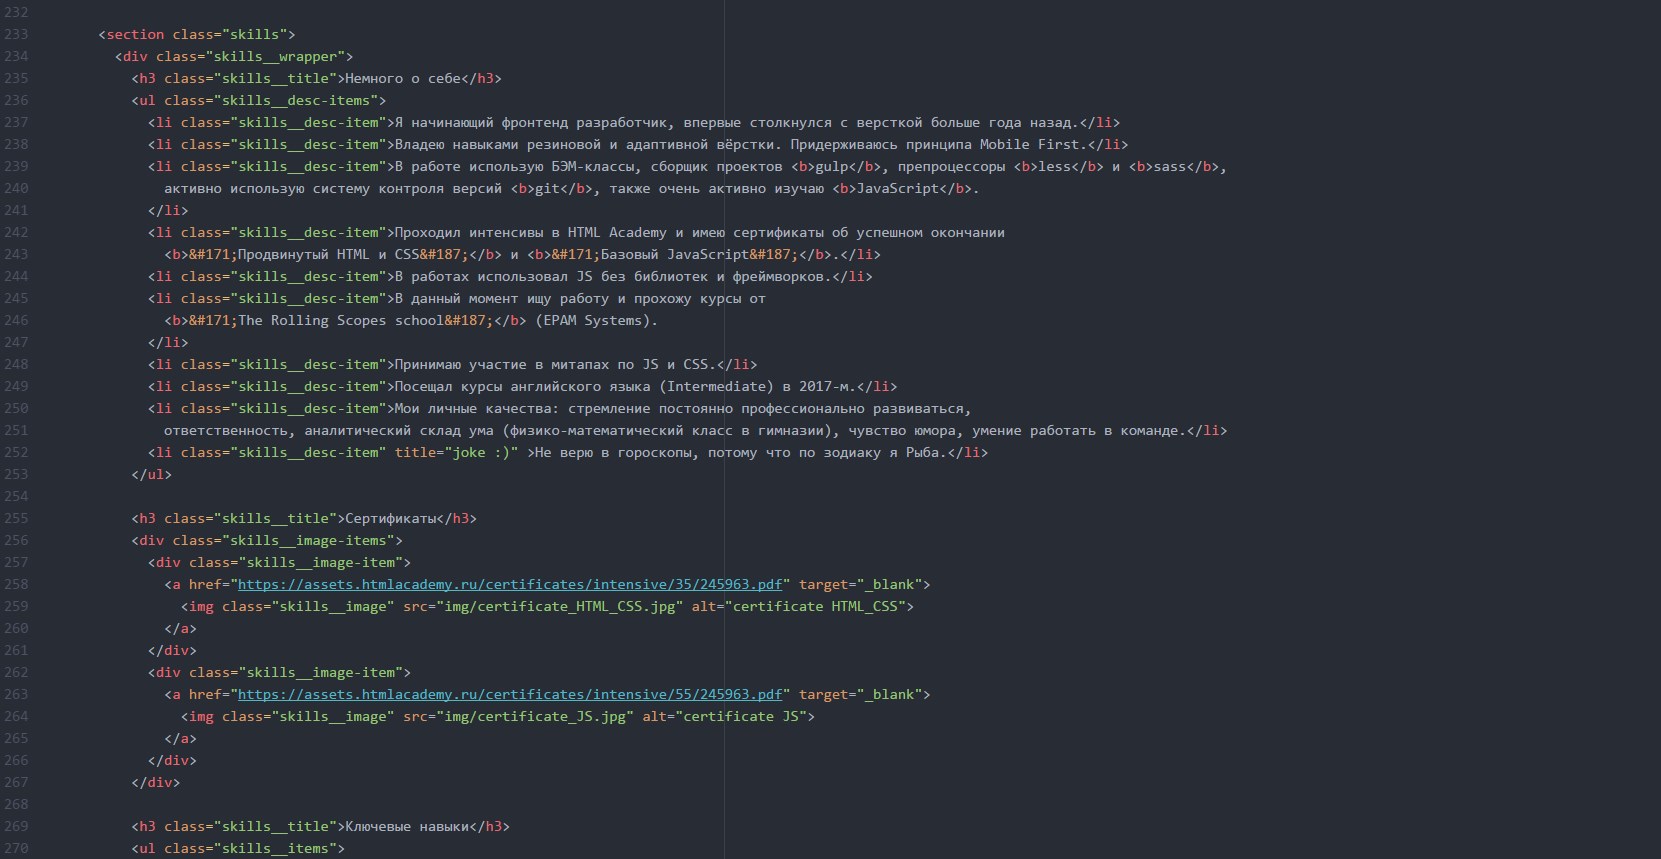 232
233 <section class="skills">
234 <div class="skills__wrapper">
235 <h3 class="skills__title">Немного о себе</h3>
236 <ul class="skills__desc-items">
237 <li class="skills__desc-item">Я начинающий фронтенд разработчик, впервые столкнулся с версткой больше года назад.</li>
238 <li class="skills__desc-item">Владею навыками резиновой и адаптивной вёрстки. Придерживаюсь принципа Mobile First.</li>
239 <li class="skills__desc-item">В работе использую БЭМ-классы, сборщик проектов <b>gulp</b>, препроцессоры <b>less</b> и <b>sass</b>,
240 активно использую систему контроля версий <b>git</b>, также очень активно изучаю <b>JavaScript</b>.
241 </li>
242 <li class="skills__desc-item">Проходил интенсивы в HTML Academy и имею сертификаты об успешном окончании
243 <b>&#171;Продвинутый HTML и CSS&#187;</b> и <b>&#171;Базовый JavaScript&#187;</b>.</li>
244 <li class="skills__desc-item">В работах использовал JS без библиотек и фреймворков.</li>
245 <li class="skills__desc-item">В данный момент ищу работу и прохожу курсы от
246 <b>&#171;The Rolling Scopes school&#187;</b> (EPAM Systems).
247 </li>
248 <li class="skills__desc-item">Принимаю участие в митапах по JS и CSS.</li>
249 <li class="skills__desc-item">Посещал курсы английского языка (Intermediate) в 2017-м.</li>
250 <li class="skills__desc-item">Мои личные качества: стремление постоянно профессионально развиваться,
251 ответственность, аналитический склад ума (физико-математический класс в гимназии), чувство юмора, умение работать в команде.</li>
252 <li class="skills__desc-item" title="joke :)" >Не верю в гороскопы, потому что по зодиаку я Рыба.</li>
253 </ul>
254
255 <h3 class="skills__title">Сертификаты</h3>
256 <div class="skills__image-items">
257 <div class="skills__image-item">
258 <a href="https://assets.htmlacademy.ru/certificates/intensive/35/245963.pdf" target="_blank">
259 <img class="skills__image" src="img/certificate_HTML_CSS.jpg" alt="certificate HTML_CSS">
260 </a>
261 </div>
262 <div class="skills__image-item">
263 <a href="https://assets.htmlacademy.ru/certificates/intensive/55/245963.pdf" target="_blank">
264 <img class="skills__image" src="img/certificate_JS.jpg" alt="certificate JS">
265 </a>
266 </div>
267 </div>
268
269 <h3 class="skills__title">Ключевые навыки</h3>
270 <ul class="skills__items">